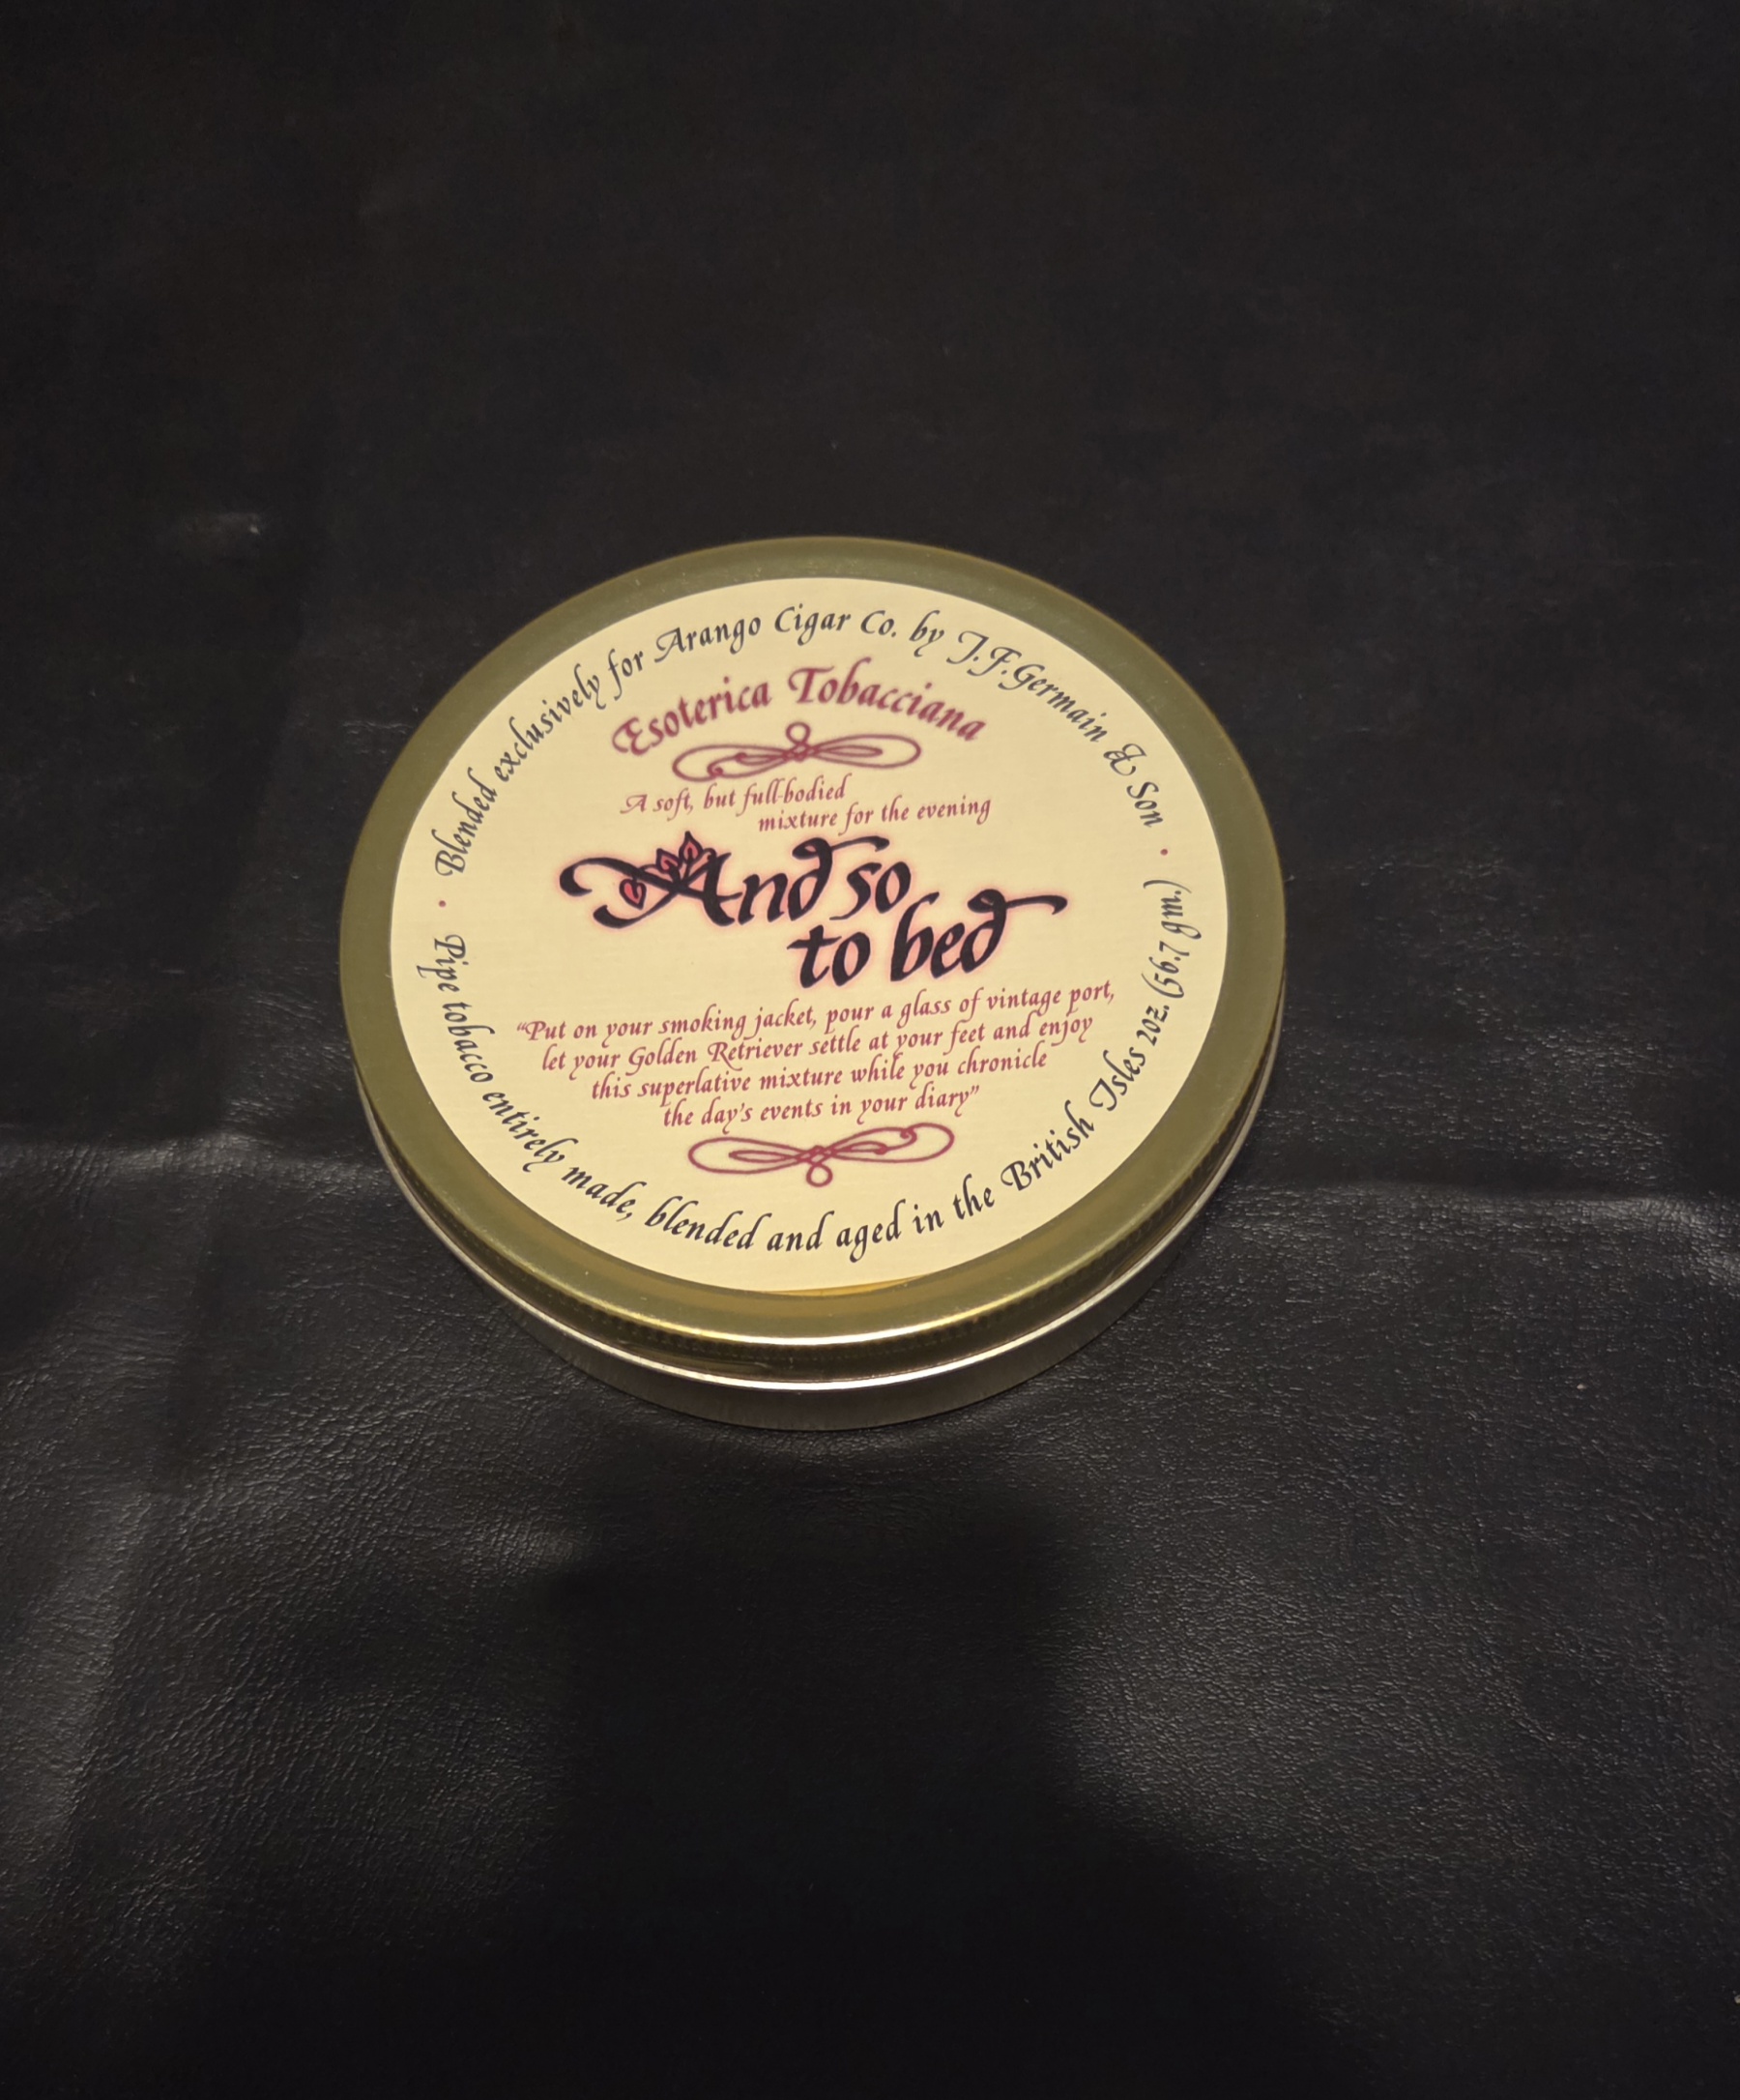 Blended exclusively for Arango Cigar Co. by J.F.Germain & Son
Esoterica Tobacciana
A soft, but full-bodied
mixture for the evening
And so
to bed
“Put on your smoking jacket, pour a glass of vintage port,
let your Golden Retriever settle at your feet and enjoy
this superlative mixture while you chronicle
the day's events in your diary”
Pipe tobacco entirely made, blended and aged in the British Isles 2oz. (56.7 gm.)